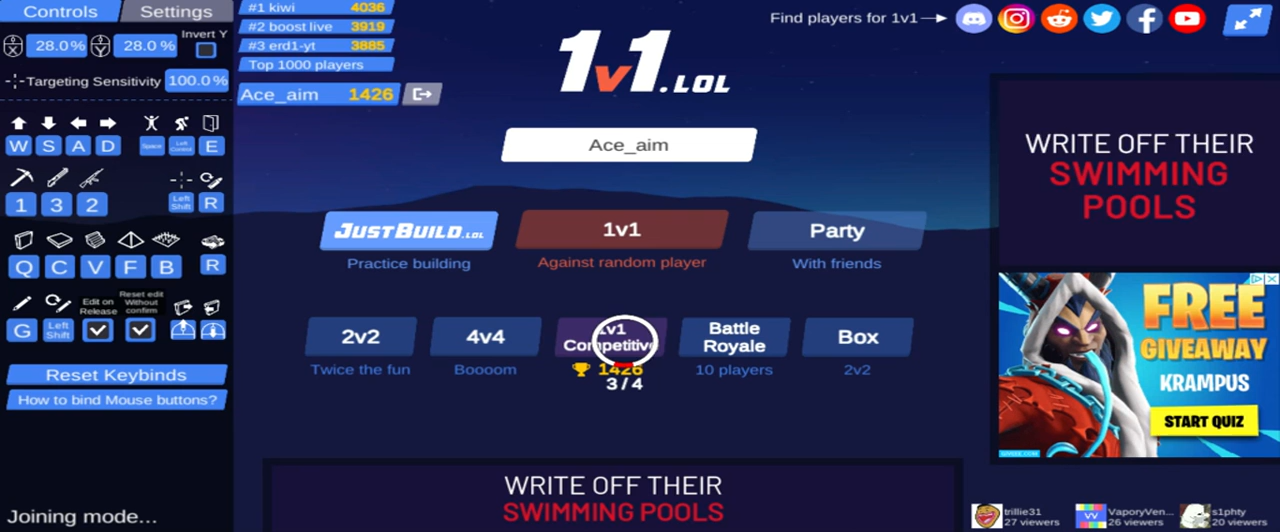 Controls
Settings
28.0%
28.0%
Invert Y
Targeting Sensitivity 100.0%
W S A D Space Left Control E
1 3 2 Left Shift R
Q C V F B R
Edit on Release
Reset edit Without confirm
G Left Shift
Reset Keybinds
How to bind Mouse buttons?
Joining mode...
#1 kiwi 4036
#2 boost live 3919
#3 erd1-yt 3885
Top 1000 players
Ace_aim 1426
Find players for 1v1
1v1.LOL
Ace_aim
JUSTBUILD.LOL
Practice building
1v1
Against random player
Party
With friends
2v2
Twice the fun
4v4
Boooom
1v1
Competitive
1426
3 / 4
Battle
Royale
10 players
Box
2v2
WRITE OFF THEIR
SWIMMING
POOLS
FREE
GIVEAWAY
KRAMPUS
START QUIZ
WRITE OFF THEIR
SWIMMING POOLS
trillie31
27 viewers
VV
VaporyVen...
26 viewers
s1phty
20 viewers